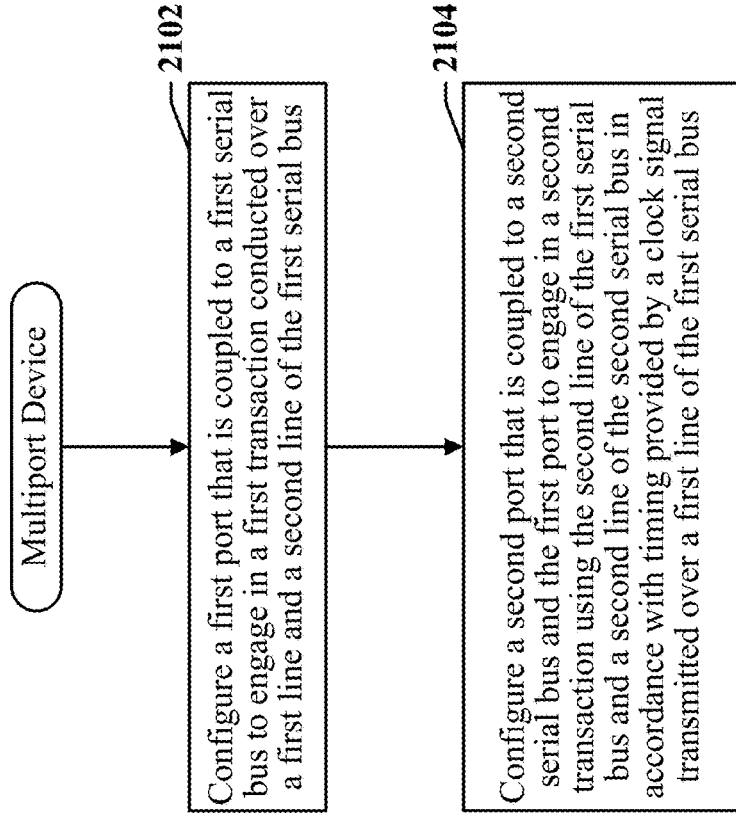 Multiport Device
2102
Configure a first port that is coupled to a first serial
bus to engage in a first transaction conducted over
a first line and a second line of the first serial bus
2104
Configure a second port that is coupled to a second
serial bus and the first port to engage in a second
transaction using the second line of the first serial
bus and a second line of the second serial bus in
accordance with timing provided by a clock signal
transmitted over a first line of the first serial bus